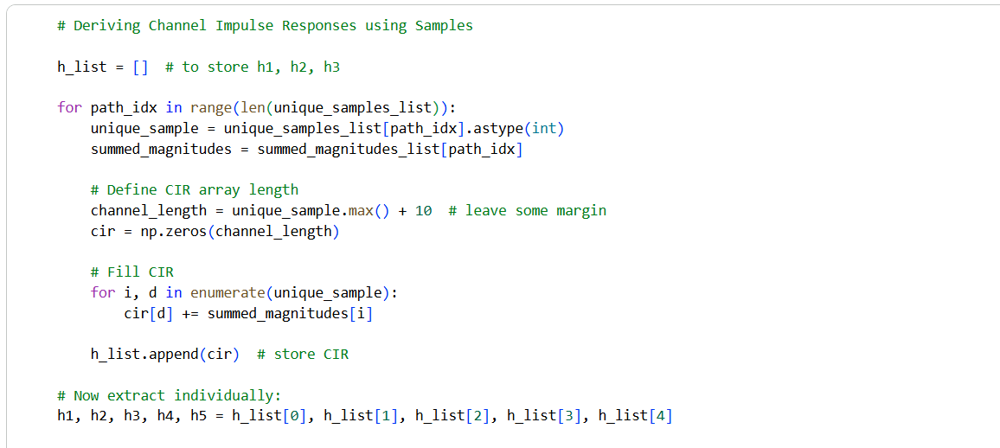 # Deriving Channel Impulse Responses using Samples
h_list = []  # to store h1, h2, h3
for path_idx in range(len(unique_samples_list)):
    unique_sample = unique_samples_list[path_idx].astype(int)
    summed_magnitudes = summed_magnitudes_list[path_idx]
    # Define CIR array length
    channel_length = unique_sample.max() + 10  # leave some margin
    cir = np.zeros(channel_length)
    # Fill CIR
    for i, d in enumerate(unique_sample):
        cir[d] += summed_magnitudes[i]
    h_list.append(cir)  # store CIR
# Now extract individually:
h1, h2, h3, h4, h5 = h_list[0], h_list[1], h_list[2], h_list[3], h_list[4]